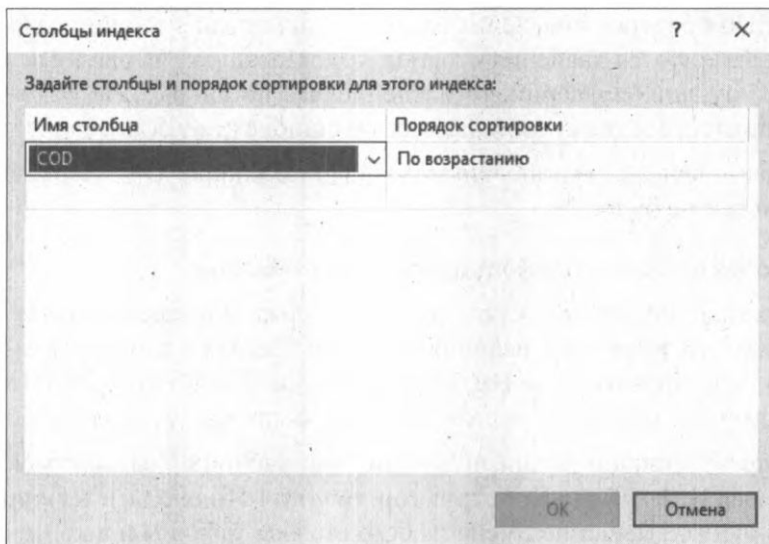 Столбцы индекса ? ×
Задайте столбцы и порядок сортировки для этого индекса:
Имя столбца Порядок сортировки
COD По возрастанию
OK Отмена